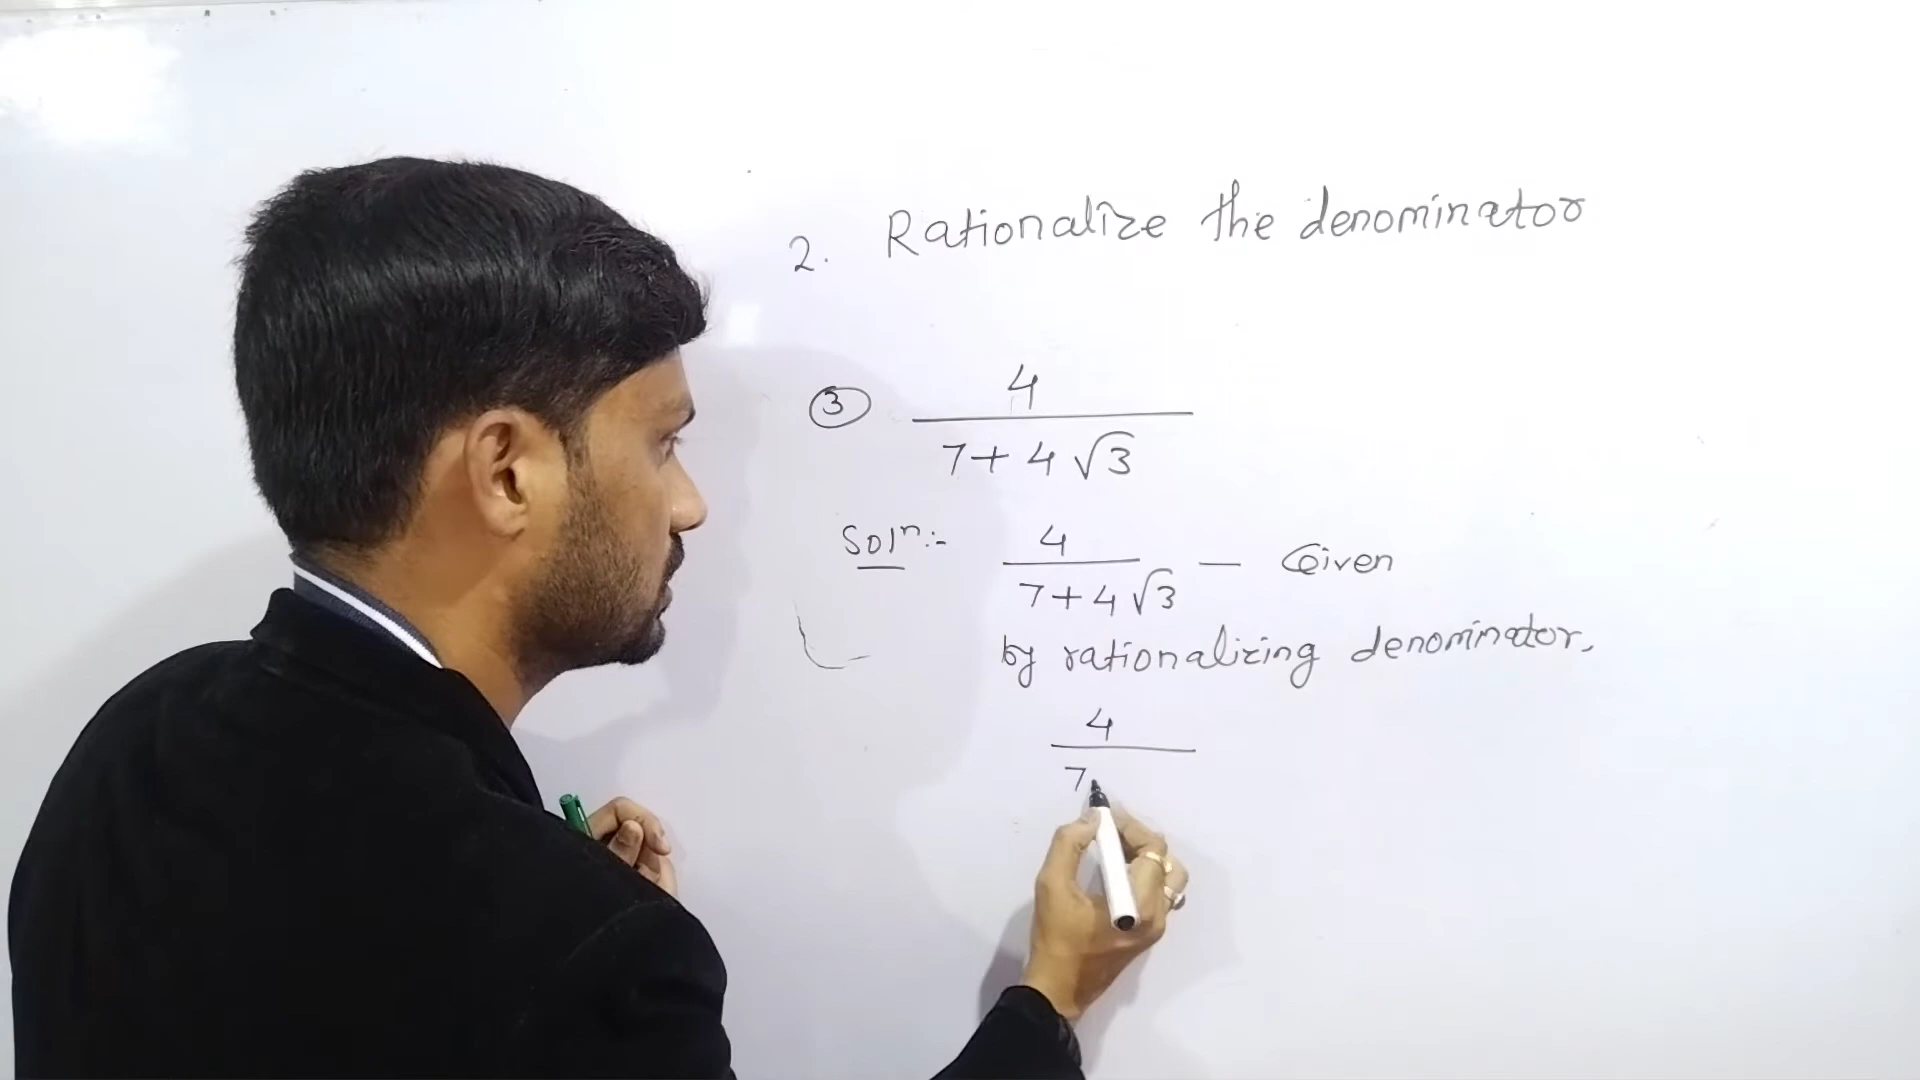 2. Rationalize the denominator
③ 4
7+4√3
Solⁿ:- 4
7+4√3 — Given
by rationalizing denominator,
4
7